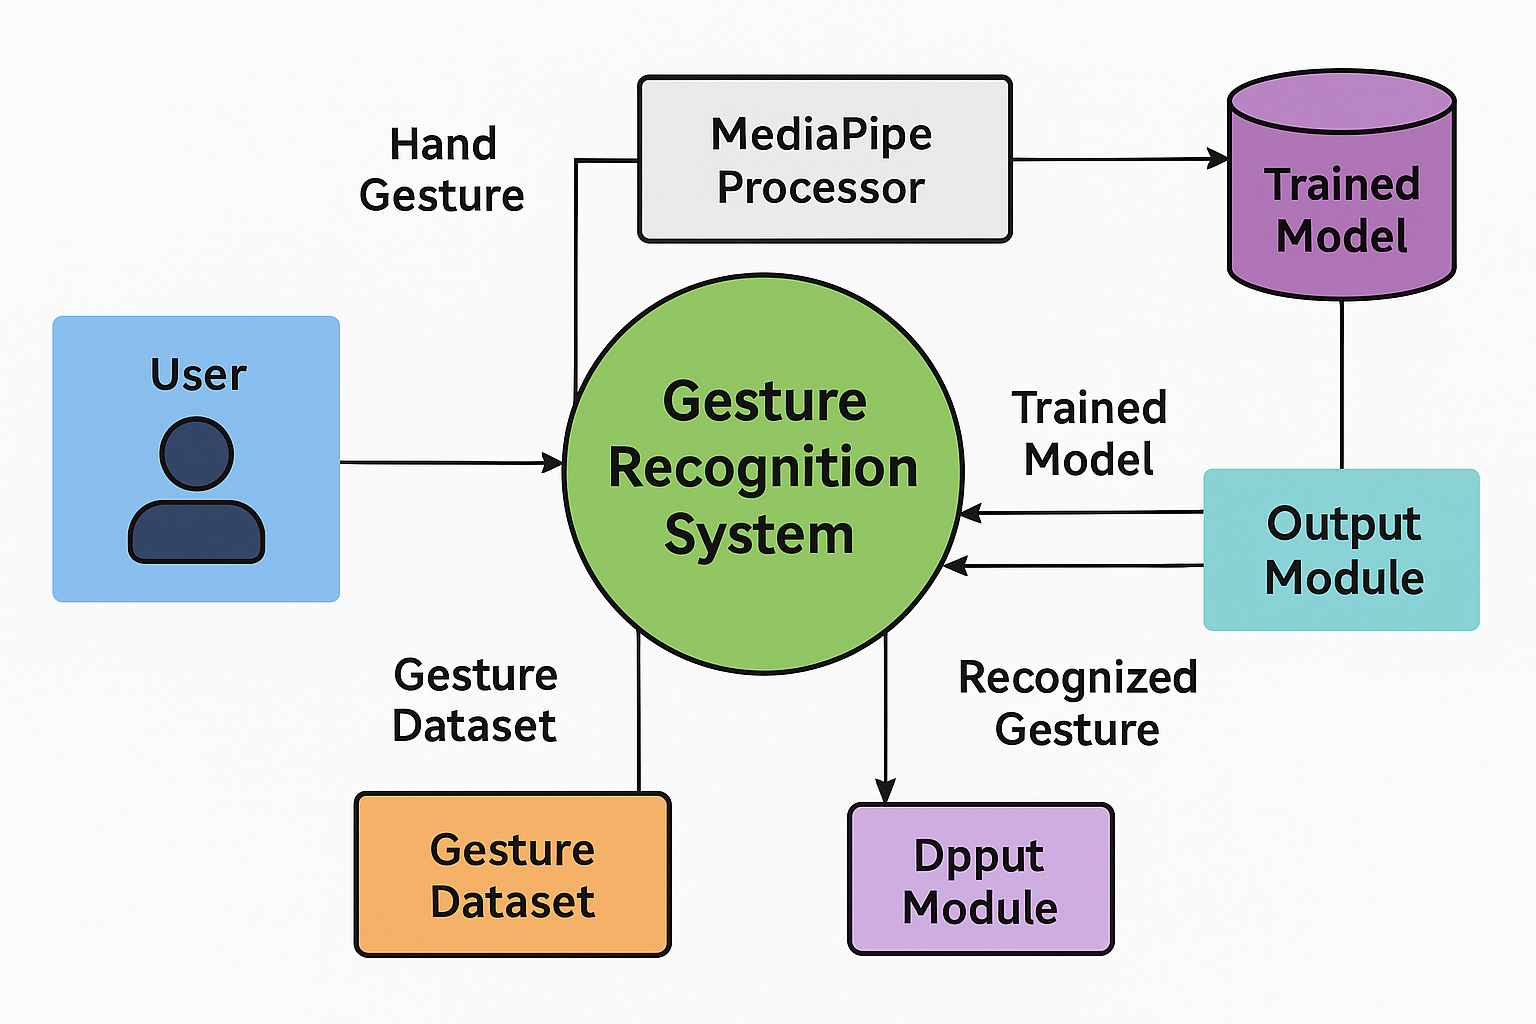 Hand
Gesture
MediaPipe
Processor
Trained
Model
User
Gesture
Recognition
System
Trained
Model
Output
Module
Gesture
Dataset
Recognized
Gesture
Gesture
Dataset
Dpput
Module